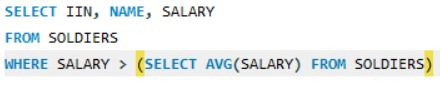 SELECT IIN, NAME, SALARY
FROM SOLDIERS
WHERE SALARY > (SELECT AVG(SALARY) FROM SOLDIERS)